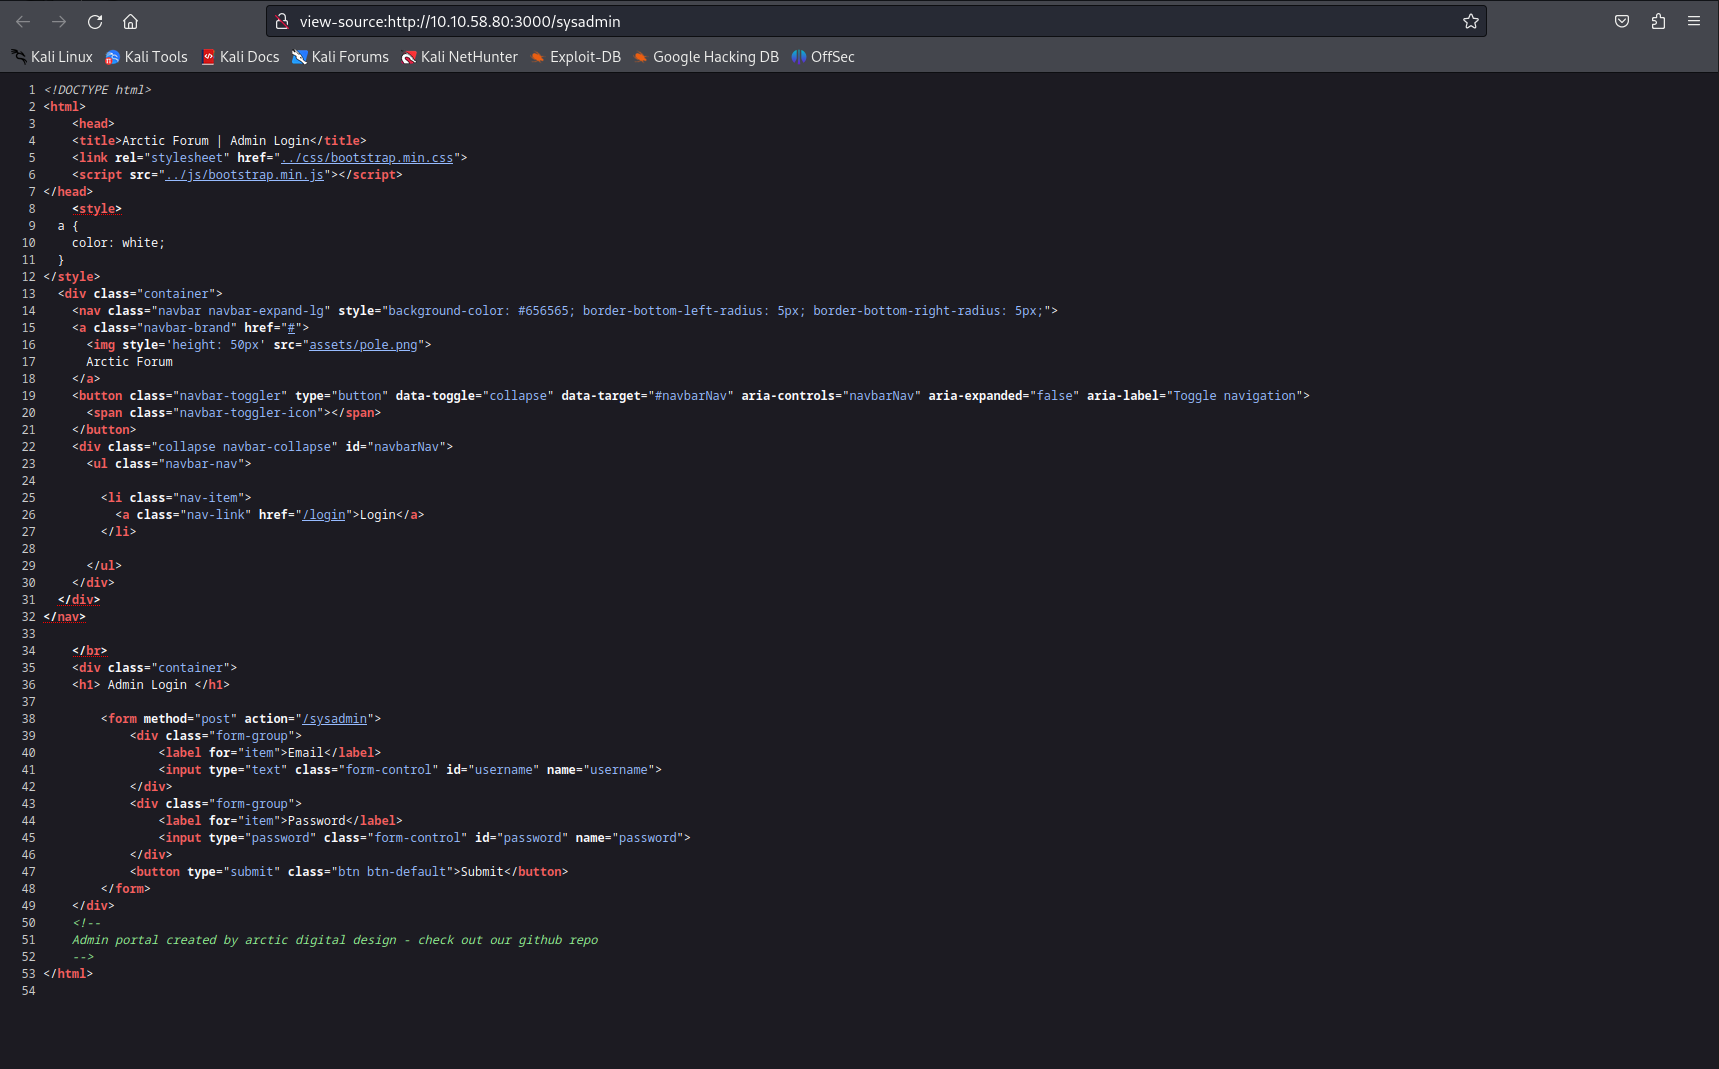 view-source:http://10.10.58.80:3000/sysadmin
Kali Linux Kali Tools Kali Docs Kali Forums Kali NetHunter Exploit-DB Google Hacking DB OffSec
1 <!DOCTYPE html>
2 <html>
3     <head>
4     <title>Arctic Forum | Admin Login</title>
5     <link rel="stylesheet" href="../css/bootstrap.min.css">
6     <script src="../js/bootstrap.min.js"></script>
7 </head>
8     <style>
9   a {
10     color: white;
11   }
12 </style>
13   <div class="container">
14     <nav class="navbar navbar-expand-lg" style="background-color: #656565; border-bottom-left-radius: 5px; border-bottom-right-radius: 5px;">
15     <a class="navbar-brand" href="#">
16       <img style='height: 50px' src="assets/pole.png">
17       Arctic Forum
18     </a>
19     <button class="navbar-toggler" type="button" data-toggle="collapse" data-target="#navbarNav" aria-controls="navbarNav" aria-expanded="false" aria-label="Toggle navigation">
20       <span class="navbar-toggler-icon"></span>
21     </button>
22     <div class="collapse navbar-collapse" id="navbarNav">
23       <ul class="navbar-nav">
24
25         <li class="nav-item">
26           <a class="nav-link" href="/login">Login</a>
27         </li>
28
29       </ul>
30     </div>
31   </div>
32 </nav>
33
34     </br>
35     <div class="container">
36     <h1> Admin Login </h1>
37
38         <form method="post" action="/sysadmin">
39             <div class="form-group">
40                 <label for="item">Email</label>
41                 <input type="text" class="form-control" id="username" name="username">
42             </div>
43             <div class="form-group">
44                 <label for="item">Password</label>
45                 <input type="password" class="form-control" id="password" name="password">
46             </div>
47             <button type="submit" class="btn btn-default">Submit</button>
48         </form>
49     </div>
50     <!--
51     Admin portal created by arctic digital design - check out our github repo
52     -->
53 </html>
54